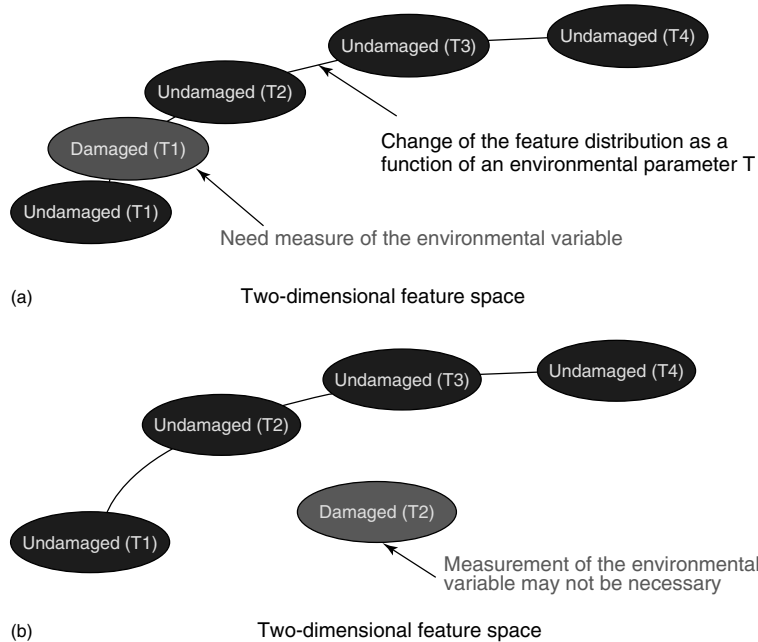 Undamaged (T3)
Undamaged (T4)
Undamaged (T2)
Damaged (T1)
Undamaged (T1)
Change of the feature distribution as a
function of an environmental parameter T
Need measure of the environmental variable
(a)
Two-dimensional feature space
Undamaged (T3)
Undamaged (T4)
Undamaged (T2)
Damaged (T2)
Undamaged (T1)
Measurement of the environmental
variable may not be necessary
(b)
Two-dimensional feature space